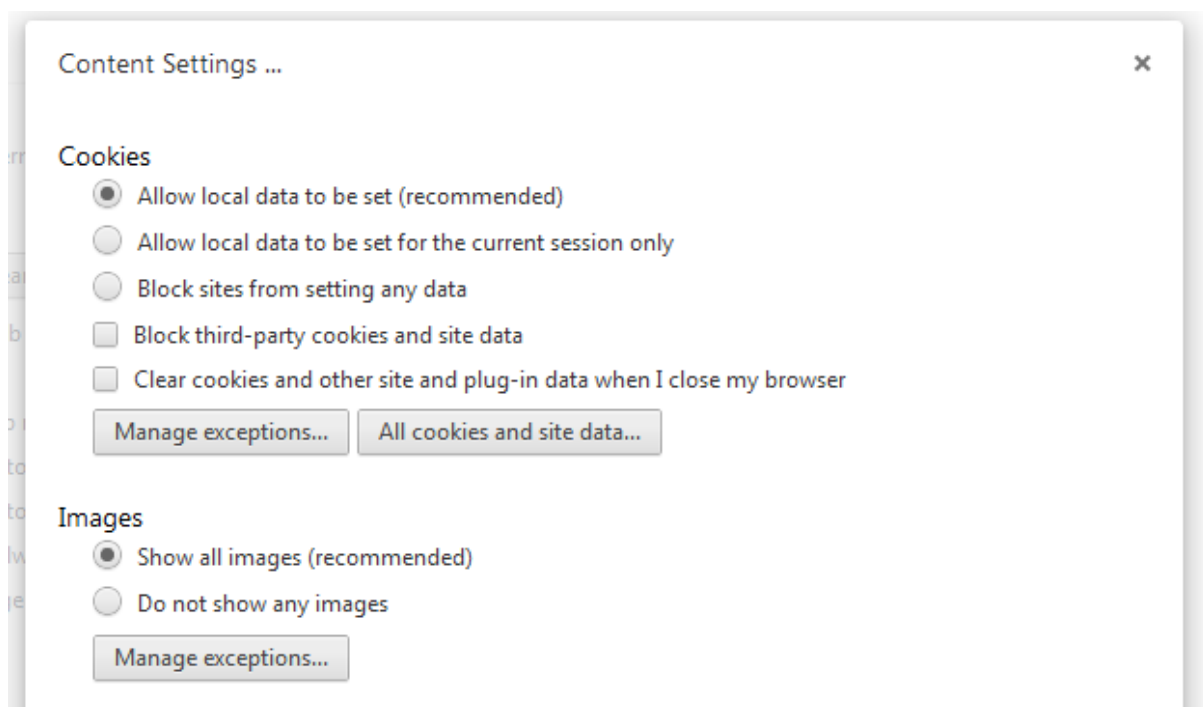 Content Settings ...
Cookies
Allow local data to be set (recommended)
Allow local data to be set for the current session only
Block sites from setting any data
Block third-party cookies and site data
Clear cookies and other site and plug-in data when I close my browser
Manage exceptions... All cookies and site data...
Images
Show all images (recommended)
Do not show any images
Manage exceptions...